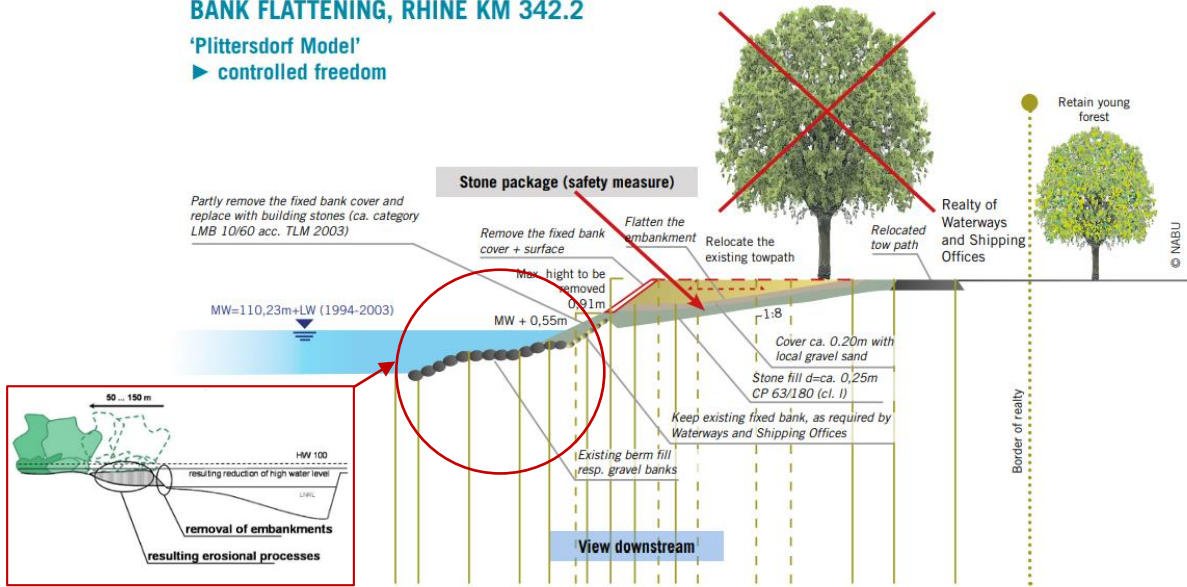 BANK FLATTENING, RHINE KM 342.2
'Plittersdorf Model'
► controlled freedom
Retain young
forest
Stone package (safety measure)
Partly remove the fixed bank cover and
replace with building stones (ca. category
LMB 10/60 acc. TLM 2003)
Remove the fixed bank
cover + surface
Flatten the
embankment
Relocate the
existing towpath
Relocated
tow path
Realty of
Waterways
and Shipping
Offices
© NABU
Max. hight to be
removed
0,91m
MW=110,23m+LW (1994-2003)
MW + 0,55m
1:8
Cover ca. 0.20m with
local gravel sand
Stone fill d=ca. 0,25m
CP 63/180 (cl. I)
Keep existing fixed bank, as required by
Waterways and Shipping Offices
Existing berm fill
resp. gravel banks
Border of realty
50 ... 150 m
HW 100
resulting reduction of high water level
LNRL
removal of embankments
resulting erosional processes
View downstream